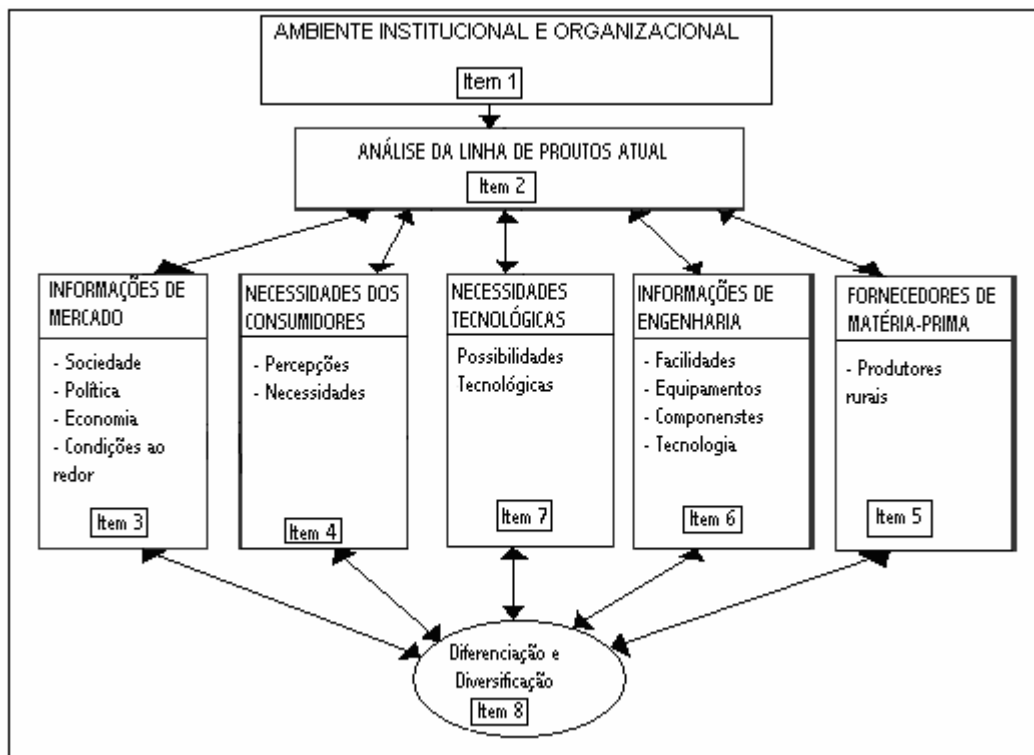 AMBIENTE INSTITUCIONAL E ORGANIZACIONAL
Item 1
ANÁLISE DA LINHA DE PROUTOS ATUAL
Item 2
INFORMAÇÕES DE
MERCADO
- Sociedade
- Política
- Economia
- Condições ao
redor
Item 3
NECESSIDADES DOS
CONSUMIDORES
- Percepções
- Necessidades
Item 4
NECESSIDADES
TECNOLÓGICAS
Possibilidades
Tecnológicas
Item 7
INFORMAÇÕES DE
ENGENHARIA
- Facilidades
- Equipamentos
- Componenstes
- Tecnologia
Item 6
FORNECEDORES DE
MATÉRIA-PRIMA
- Produtores
rurais
Item 5
Diferenciação e
Diversificação
Item 8